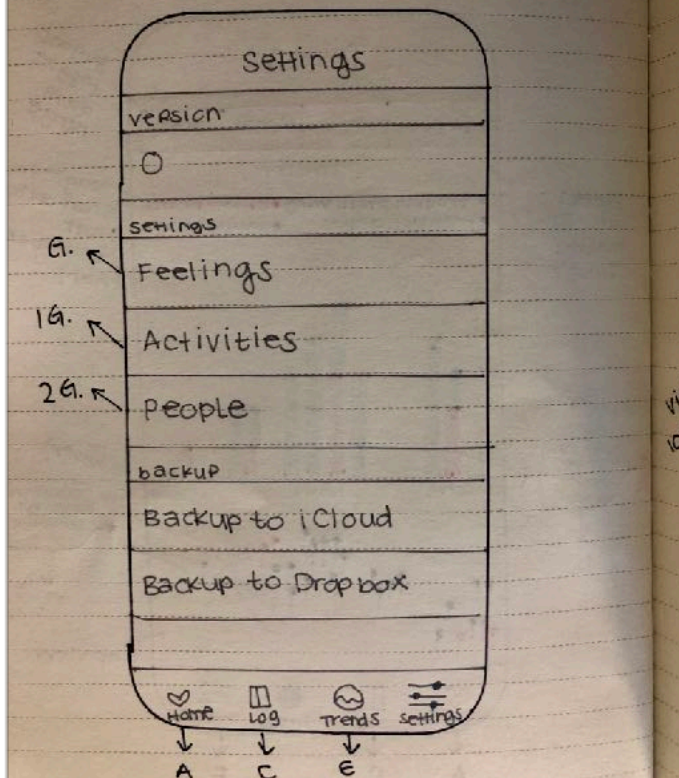 Settings
version
0
settings
G.
Feelings
1G.
Activities
2G.
People
backup
Backup to iCloud
Backup to Dropbox
Home Log Trends settings
A C E